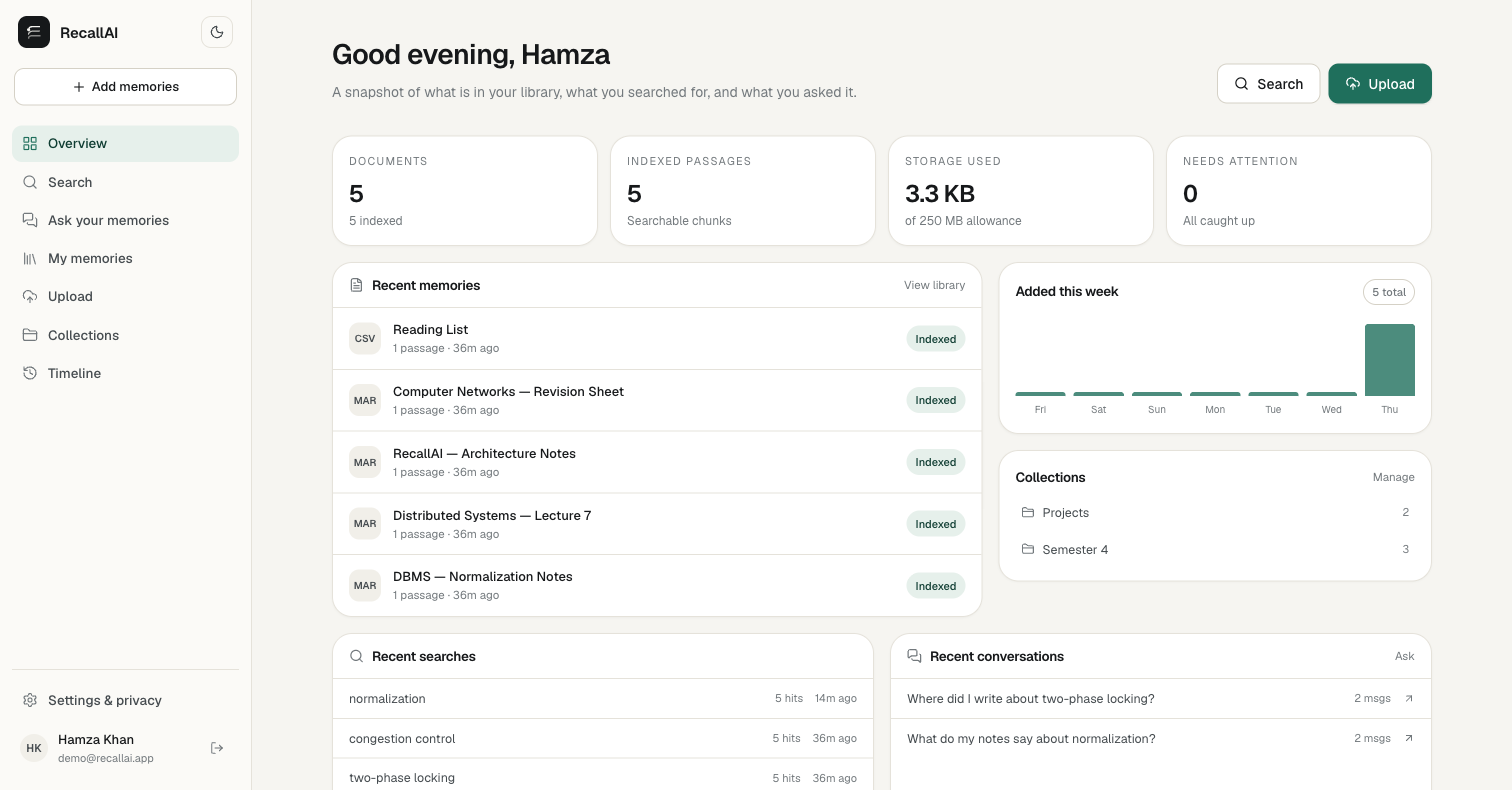 RecallAI
Add memories
Overview
Search
Ask your memories
My memories
Upload
Collections
Timeline
Settings & privacy
HK
Hamza Khan
demo@recallai.app
Good evening, Hamza
A snapshot of what is in your library, what you searched for, and what you asked it.
Search
Upload
DOCUMENTS
5
5 indexed
INDEXED PASSAGES
5
Searchable chunks
STORAGE USED
3.3 KB
of 250 MB allowance
NEEDS ATTENTION
0
All caught up
Recent memories
View library
CSV
Reading List
1 passage · 36m ago
Indexed
MAR
Computer Networks — Revision Sheet
1 passage · 36m ago
Indexed
MAR
RecallAI — Architecture Notes
1 passage · 36m ago
Indexed
MAR
Distributed Systems — Lecture 7
1 passage · 36m ago
Indexed
MAR
DBMS — Normalization Notes
1 passage · 36m ago
Indexed
Added this week
5 total
Fri Sat Sun Mon Tue Wed Thu
Collections
Manage
Projects 2
Semester 4 3
Recent searches
normalization 5 hits 14m ago
congestion control 5 hits 36m ago
two-phase locking 5 hits 36m ago
Recent conversations
Ask
Where did I write about two-phase locking? 2 msgs
What do my notes say about normalization? 2 msgs